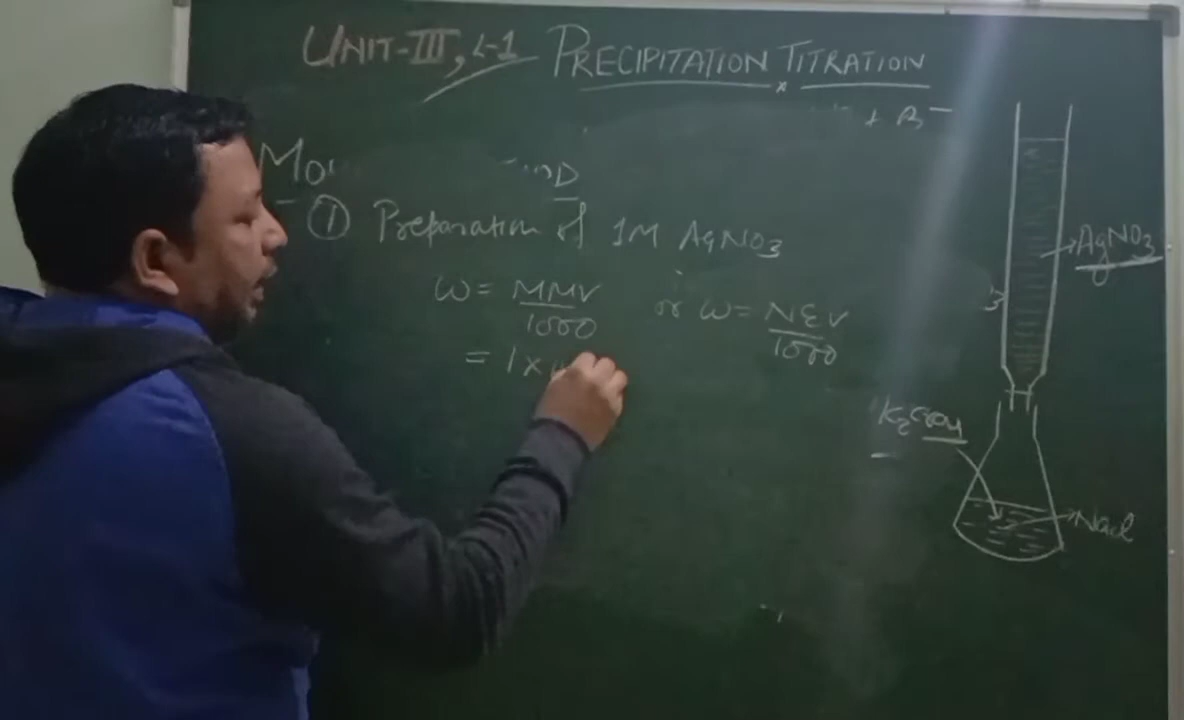 UNIT-III, L-1 PRECIPITATION TITRATION
① Preparation of 1M AgNO3
W = MMV / 1000 or W = NEV / 1000
= 1 x
AgNO3
K2CrO4
NaCl